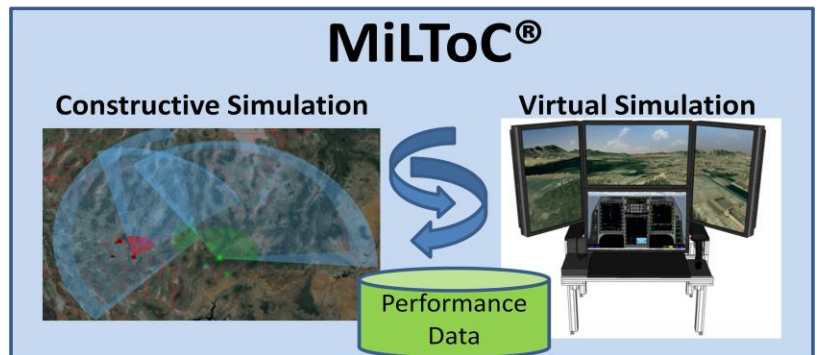 MiLToC®
Constructive Simulation
Virtual Simulation
Performance
Data